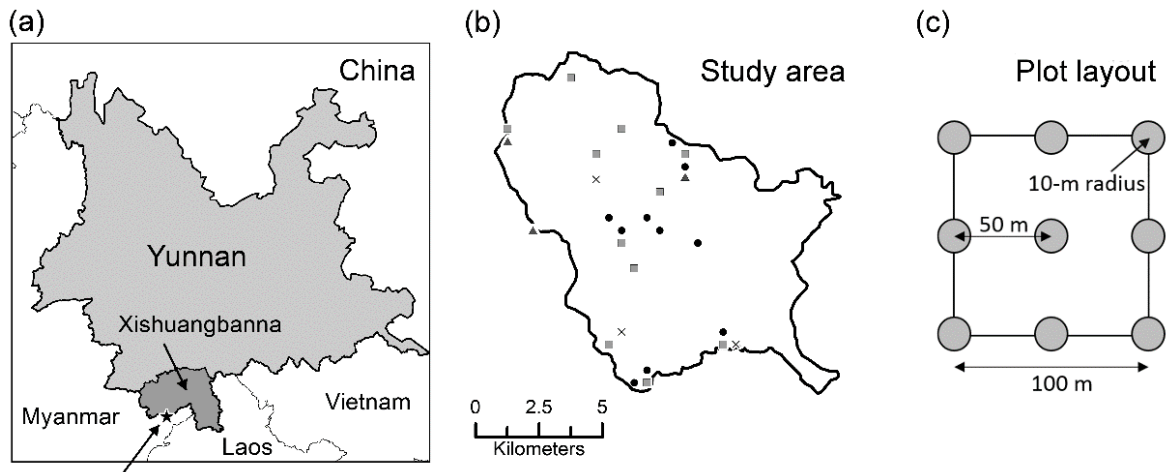 (a)
China
Yunnan
Xishuangbanna
Myanmar
Vietnam
Laos
(b)
Study area
0 2.5 5
Kilometers
(c)
Plot layout
10-m radius
50 m
100 m